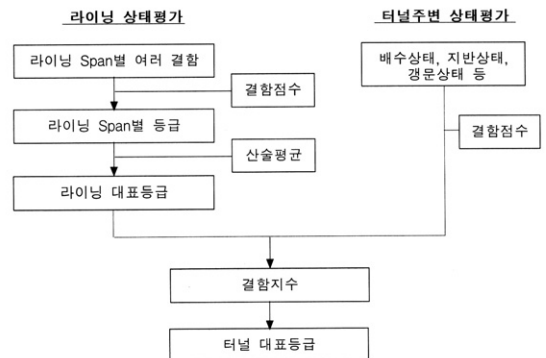 라이닝 상태평가
터널주변 상태평가
라이닝 Span별 여러 결함
배수상태, 지반상태,
갱문상태 등
결함점수
라이닝 Span별 등급
결함점수
산술평균
라이닝 대표등급
결함지수
터널 대표등급